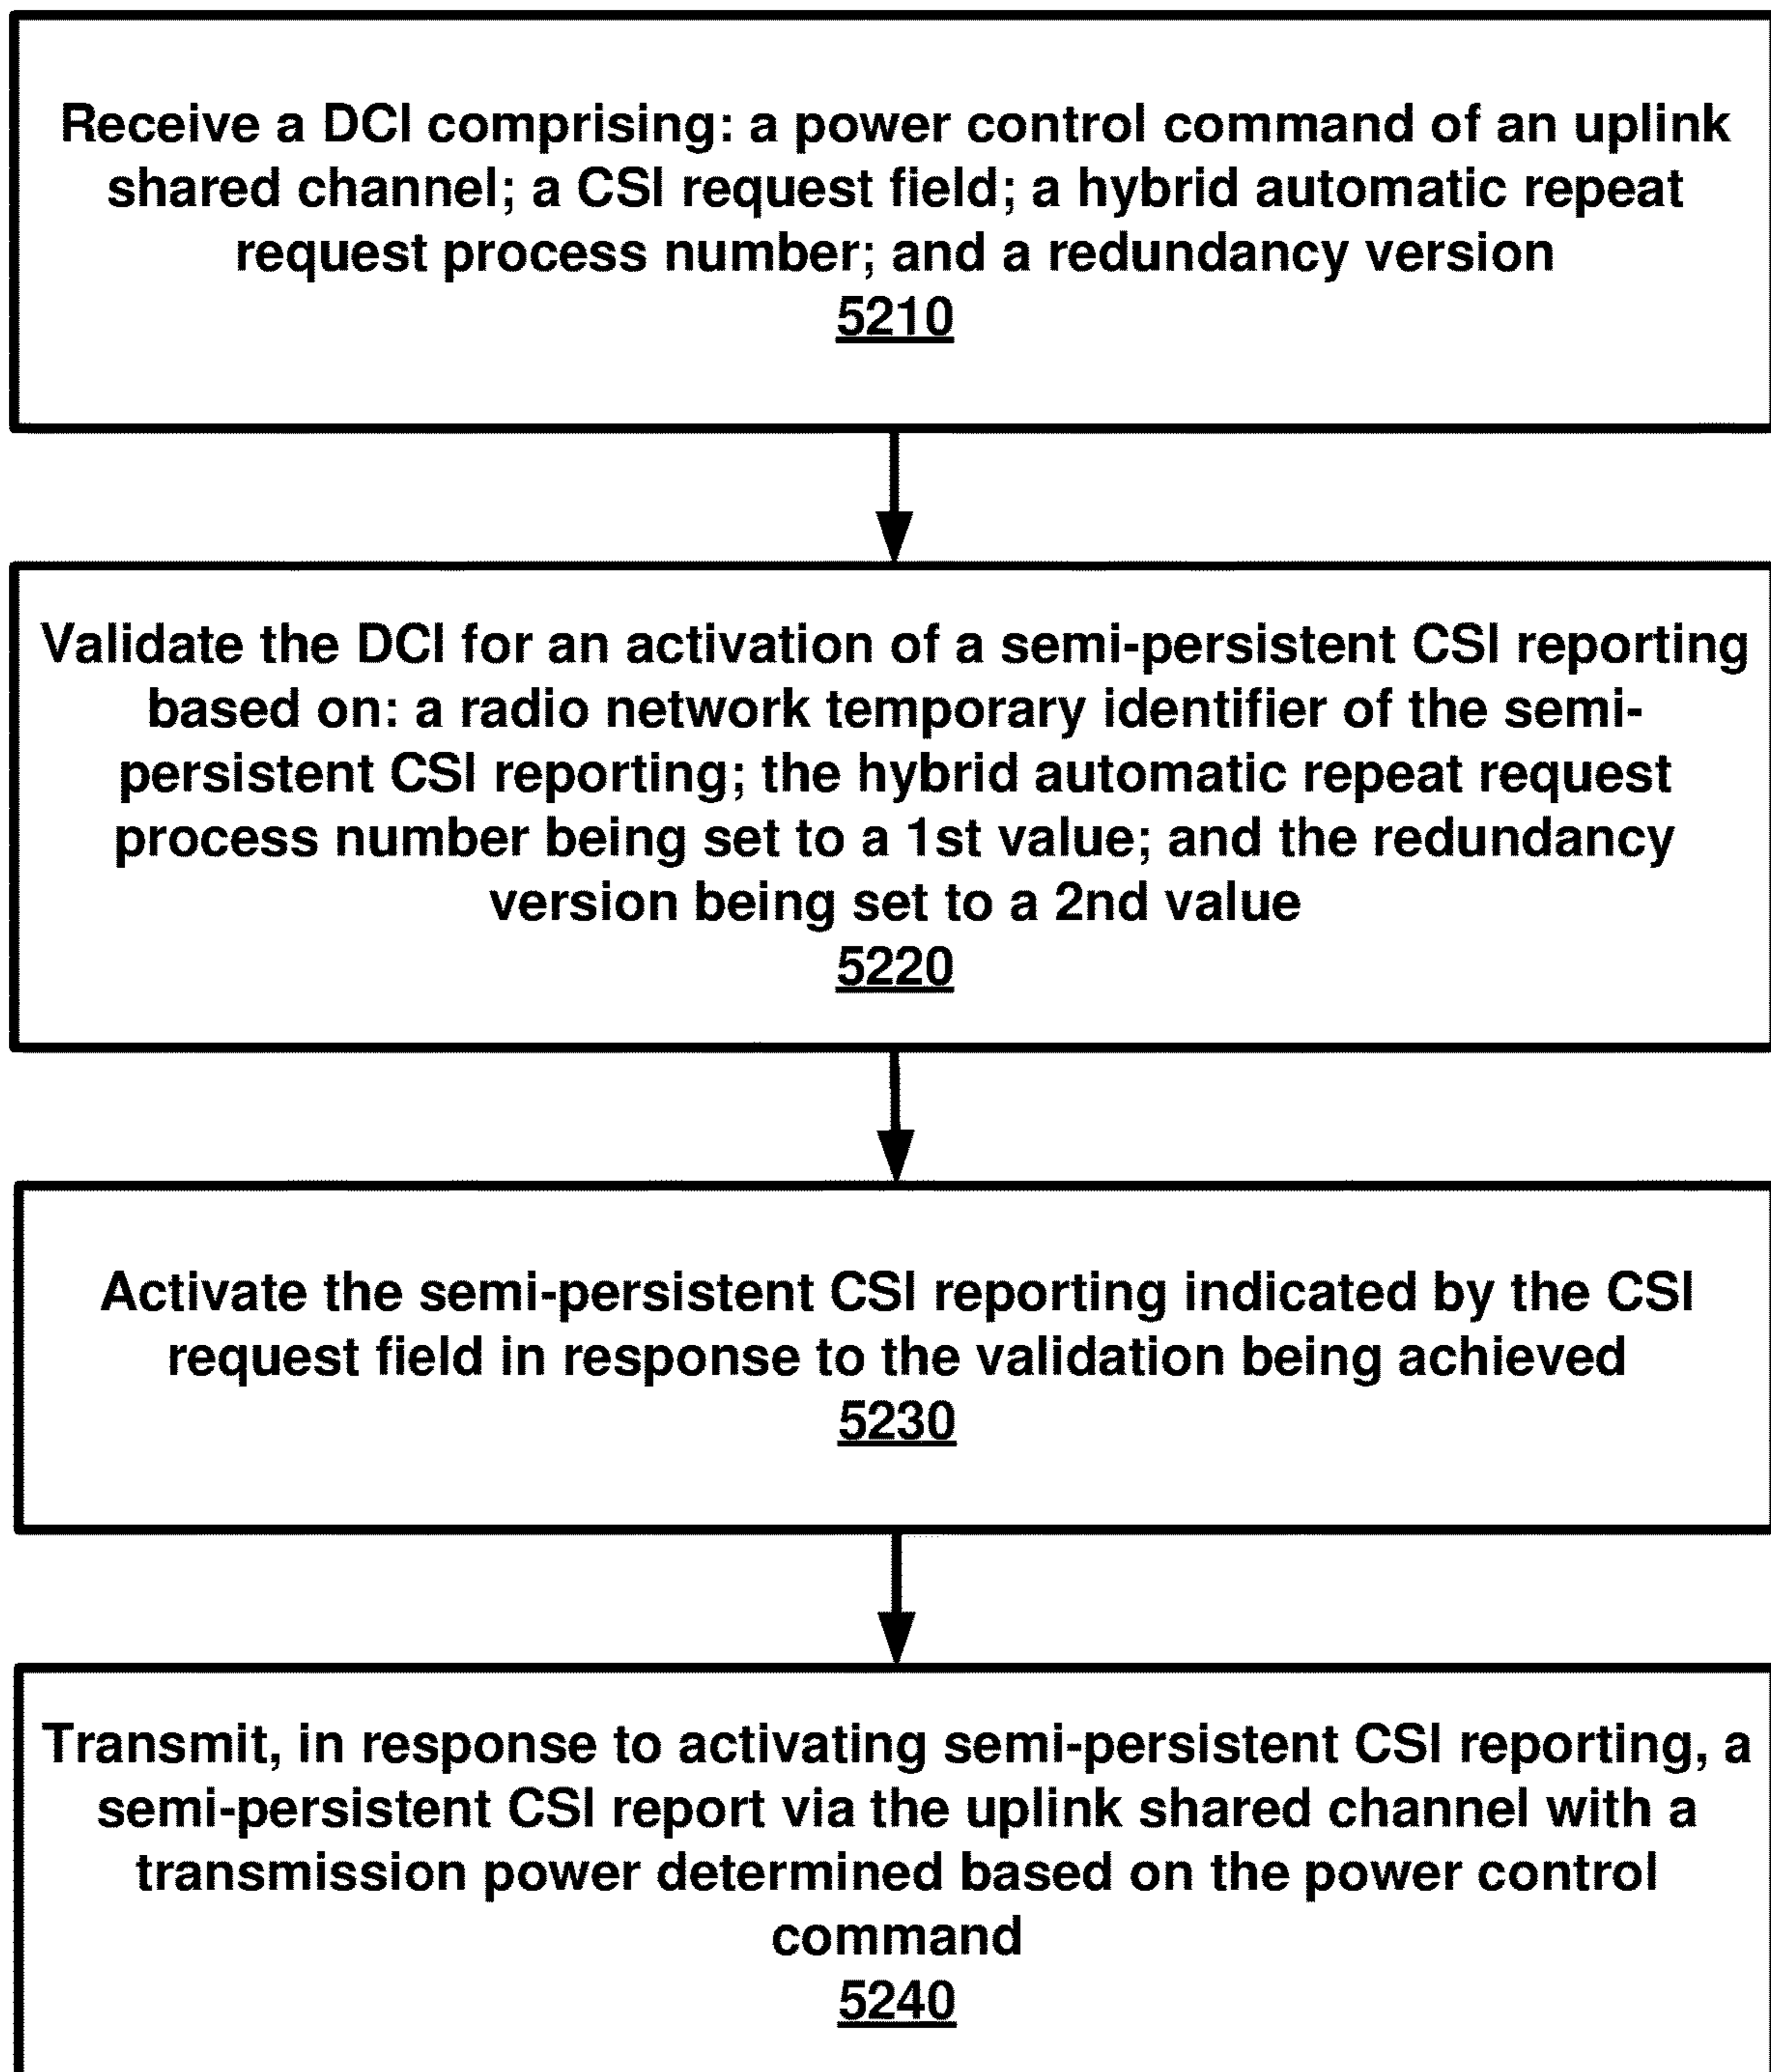 Receive a DCI comprising: a power control command of an uplink
shared channel; a CSI request field; a hybrid automatic repeat
request process number; and a redundancy version
5210
Validate the DCI for an activation of a semi-persistent CSI reporting
based on: a radio network temporary identifier of the semi-
persistent CSI reporting; the hybrid automatic repeat request
process number being set to a 1st value; and the redundancy
version being set to a 2nd value
5220
Activate the semi-persistent CSI reporting indicated by the CSI
request field in response to the validation being achieved
5230
Transmit, in response to activating semi-persistent CSI reporting, a
semi-persistent CSI report via the uplink shared channel with a
transmission power determined based on the power control
command
5240